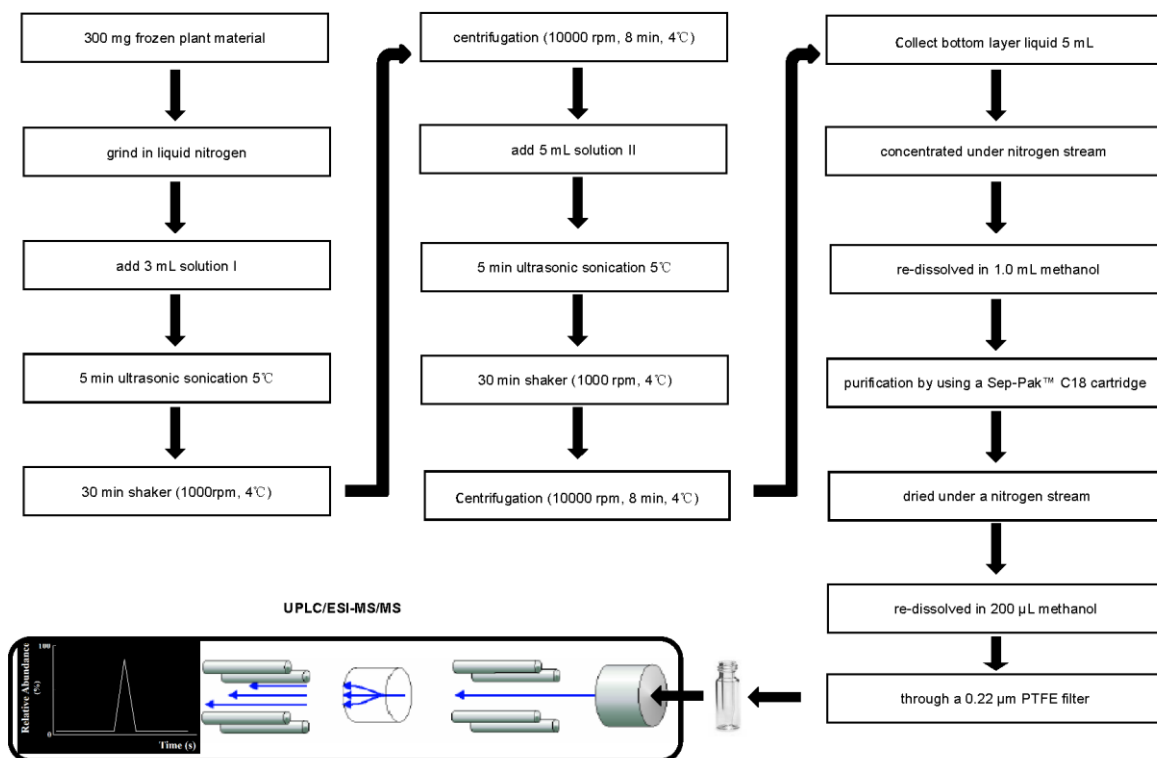 300 mg frozen plant material
grind in liquid nitrogen
add 3 mL solution I
5 min ultrasonic sonication 5℃
30 min shaker (1000rpm, 4℃)
centrifugation (10000 rpm, 8 min, 4℃)
add 5 mL solution II
5 min ultrasonic sonication 5℃
30 min shaker (1000 rpm, 4℃)
Centrifugation (10000 rpm, 8 min, 4℃)
Collect bottom layer liquid 5 mL
concentrated under nitrogen stream
re-dissolved in 1.0 mL methanol
purification by using a Sep-Pak™ C18 cartridge
dried under a nitrogen stream
re-dissolved in 200 µL methanol
through a 0.22 µm PTFE filter
UPLC/ESI-MS/MS
Relative Abundance
(%)
100
0
Time (s)